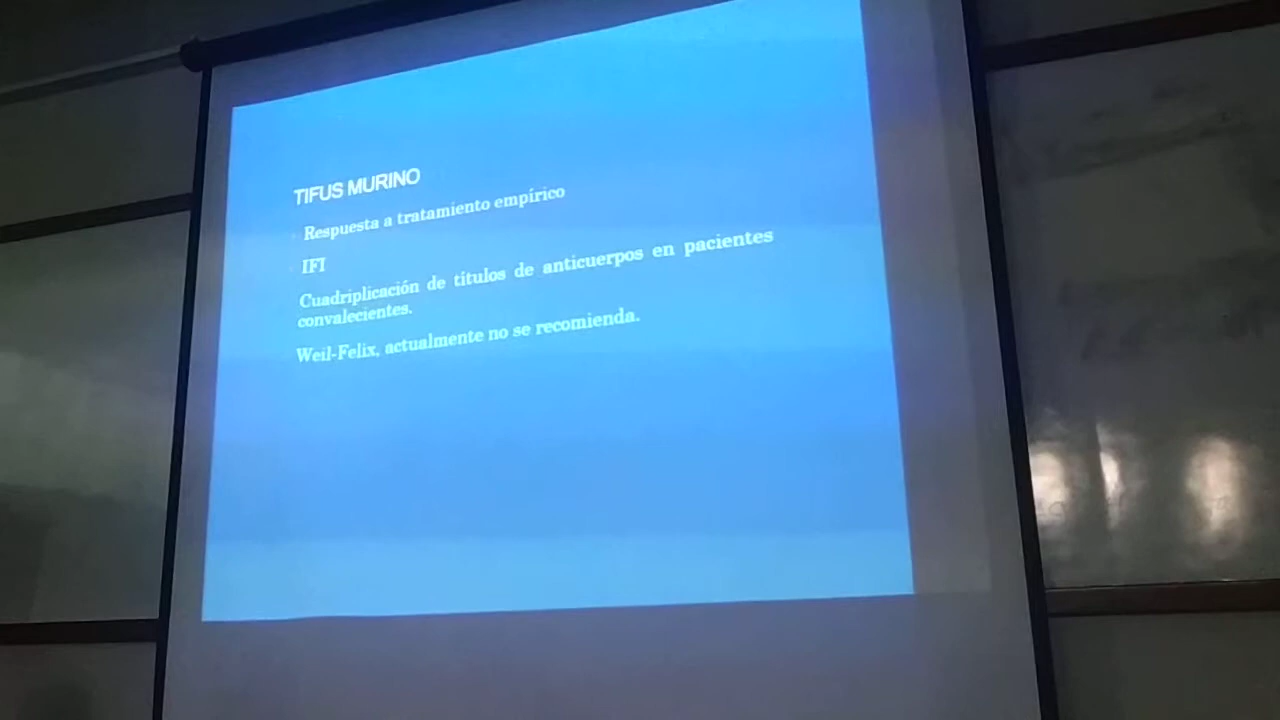 TIFUS MURINO
Respuesta a tratamiento empírico
IFI
Cuadriplicación de titulos de anticuerpos en pacientes
convalecientes.
Weil-Felix, actualmente no se recomienda.